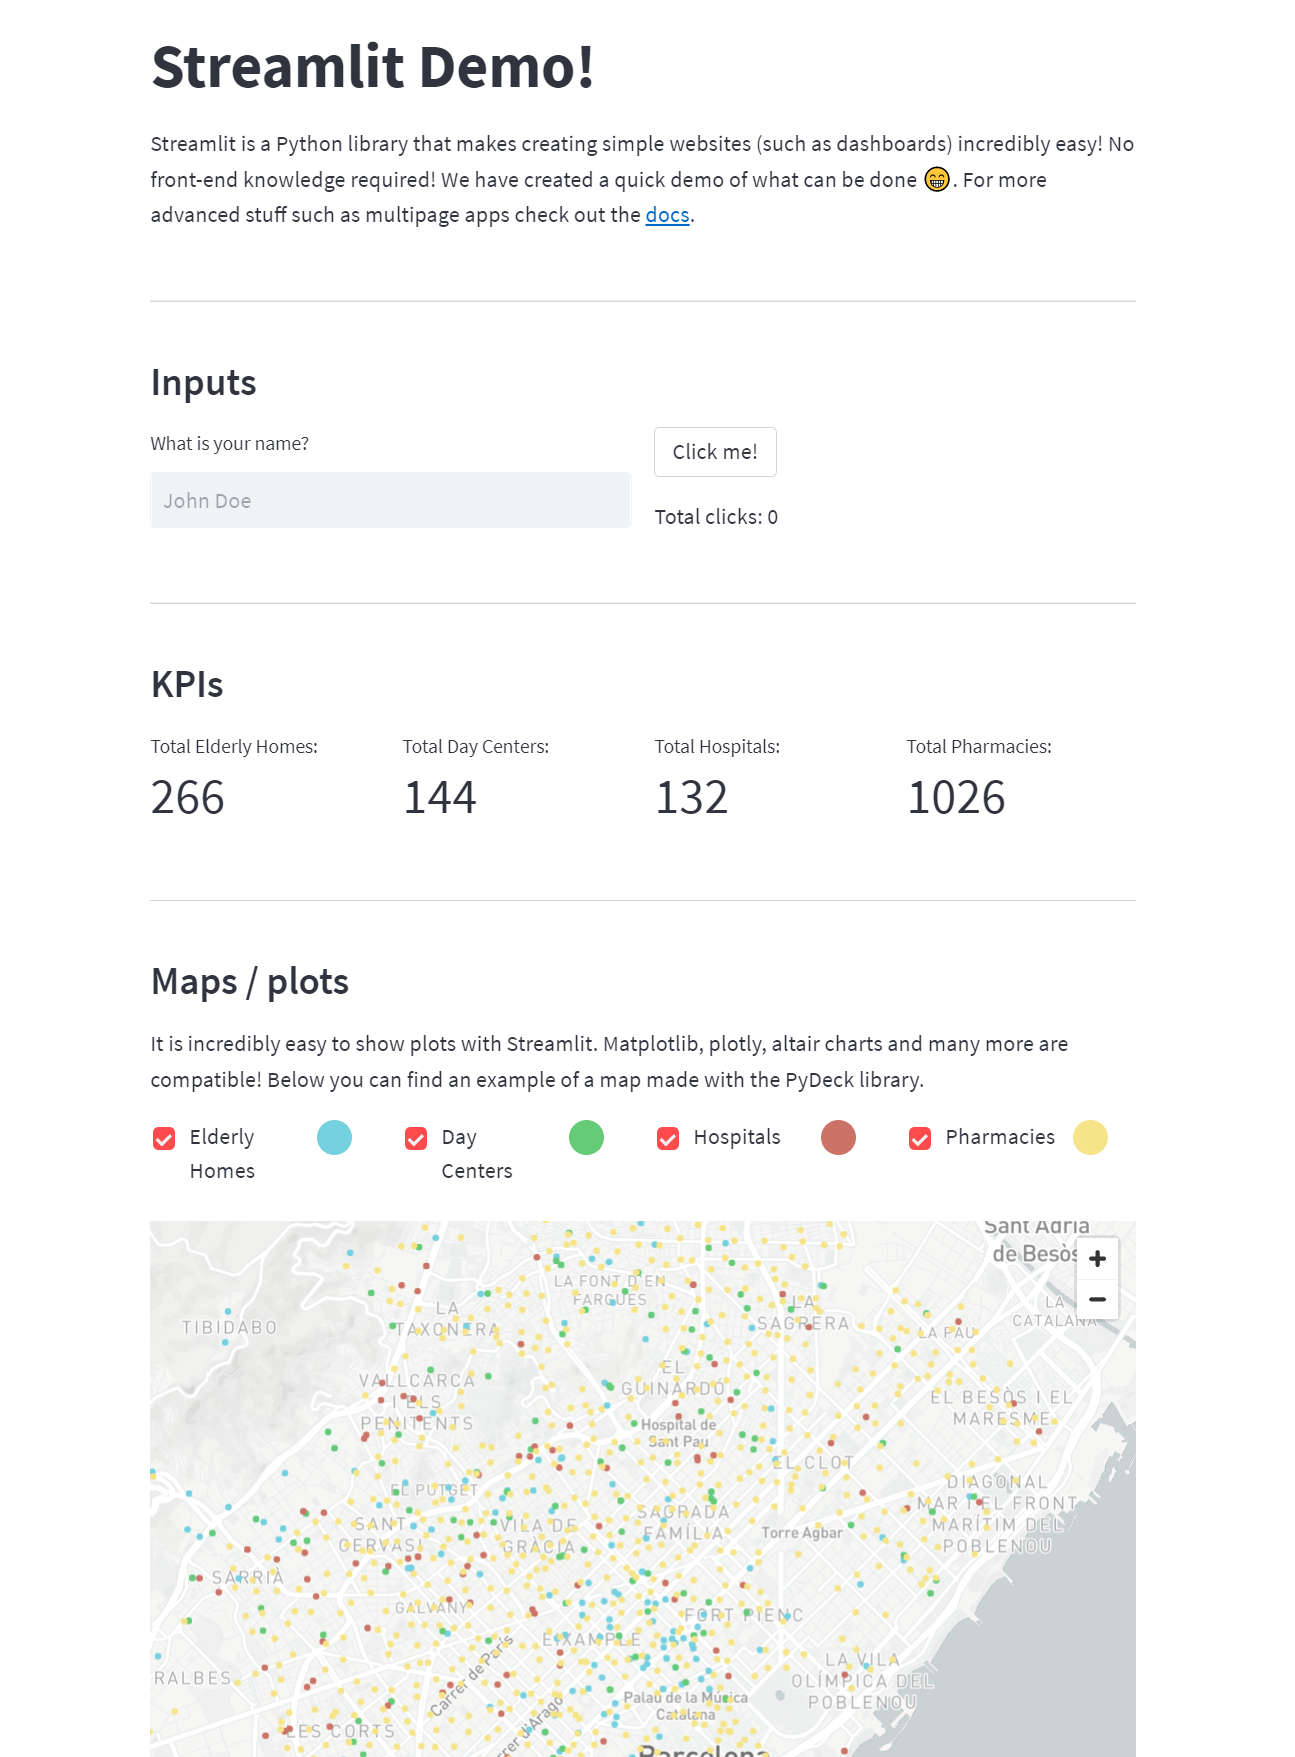 Streamlit Demo!
Streamlit is a Python library that makes creating simple websites (such as dashboards) incredibly easy! No
front-end knowledge required! We have created a quick demo of what can be done 😁. For more
advanced stuff such as multipage apps check out the docs.
Inputs
What is your name?
John Doe
Click me!
Total clicks: 0
KPIs
Total Elderly Homes:
266
Total Day Centers:
144
Total Hospitals:
132
Total Pharmacies:
1026
Maps / plots
It is incredibly easy to show plots with Streamlit. Matplotlib, plotly, altair charts and many more are
compatible! Below you can find an example of a map made with the PyDeck library.
Elderly
Homes
Day
Centers
Hospitals
Pharmacies
Sant Adrià
de Besòs
+
−
LA FONT D'EN
FARGUES
LA
CATALANA
TIBIDABO
LA
TAXONERA
LA
SAGRERA
LA PAU
VALLCARCA
I ELS
PENITENTS
EL
GUINARDÓ
EL BESÒS I EL
MARESME
Hospital de
Sant Pau
EL CLOT
EL PUTGET
DIAGONAL
MAR I EL FRONT
MARÍTIM DEL
POBLENOU
SANT
CERVASI
VILA DE
GRÀCIA
SAGRADA
FAMÍLIA
Torre Agbar
SARRIÀ
GALVANY
FORT PIENC
EIXAMPLE
Carrer de París
RALBES
LA VILA
OLÍMPICA DEL
POBLENOU
Palau de la Música
Catalana
LES CORTS
rrer d'Aragó
Barcelona